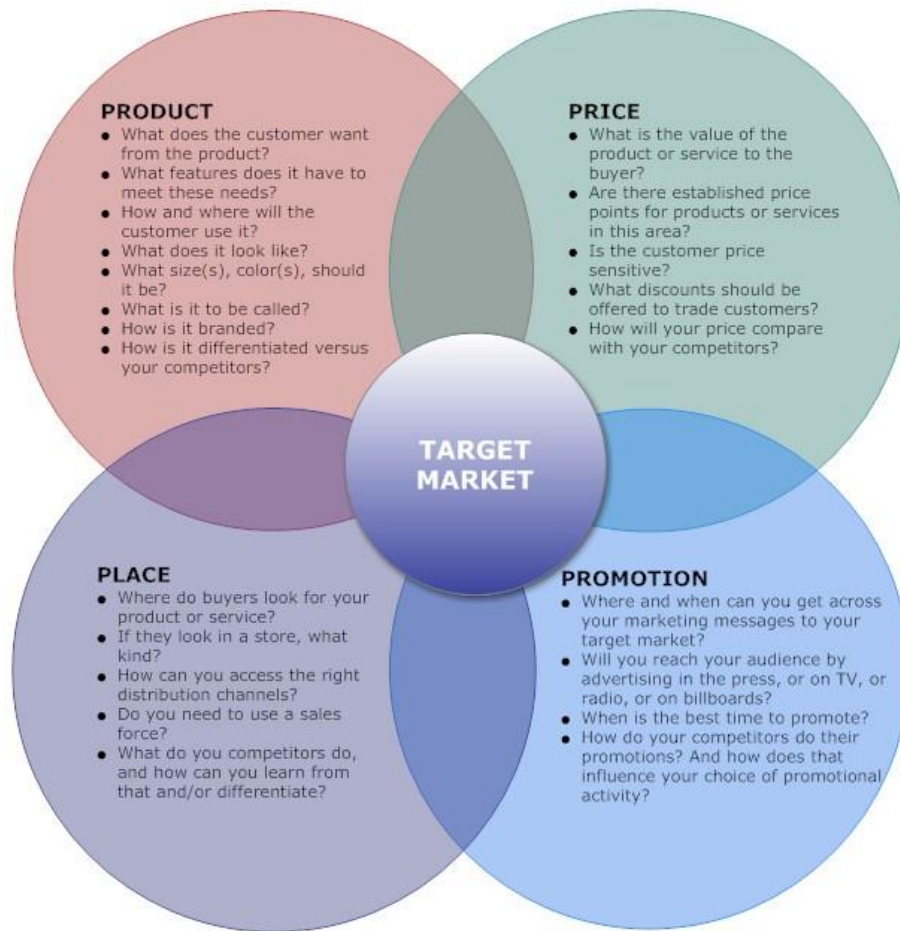 PRODUCT
● What does the customer want
from the product?
● What features does it have to
meet these needs?
● How and where will the
customer use it?
● What does it look like?
● What size(s), color(s), should
it be?
● What is it to be called?
● How is it branded?
● How is it differentiated versus
your competitors?
PRICE
● What is the value of the
product or service to the
buyer?
● Are there established price
points for products or services
in this area?
● Is the customer price
sensitive?
● What discounts should be
offered to trade customers?
● How will your price compare
with your competitors?
TARGET
MARKET
PLACE
● Where do buyers look for your
product or service?
● If they look in a store, what
kind?
● How can you access the right
distribution channels?
● Do you need to use a sales
force?
● What do you competitors do,
and how can you learn from
that and/or differentiate?
PROMOTION
● Where and when can you get across
your marketing messages to your
target market?
● Will you reach your audience by
advertising in the press, or on TV, or
radio, or on billboards?
● When is the best time to promote?
● How do your competitors do their
promotions? And how does that
influence your choice of promotional
activity?